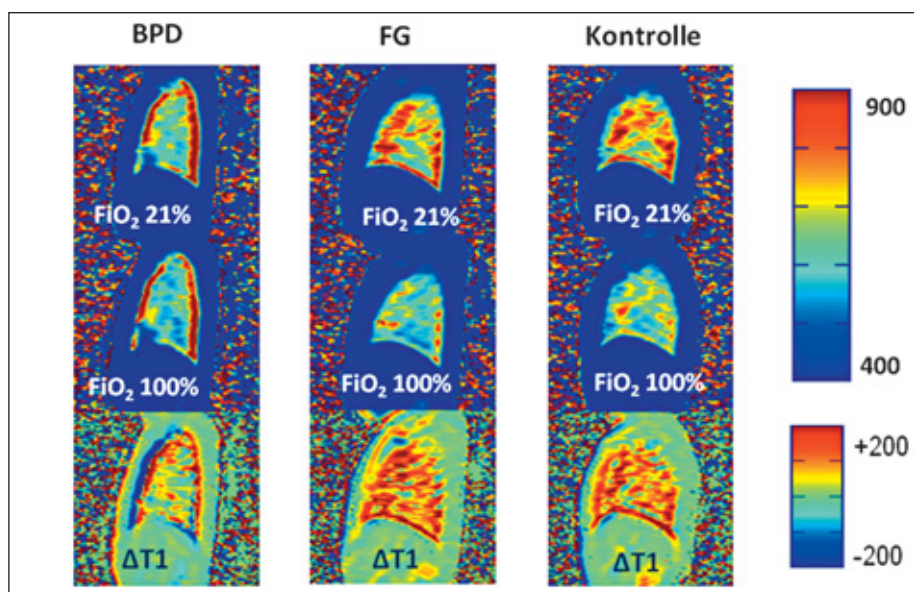 BPD FG Kontrolle
FiO₂ 21% FiO₂ 21% FiO₂ 21%
FiO₂ 100% FiO₂ 100% FiO₂ 100%
ΔT1 ΔT1 ΔT1
900
400
+200
-200